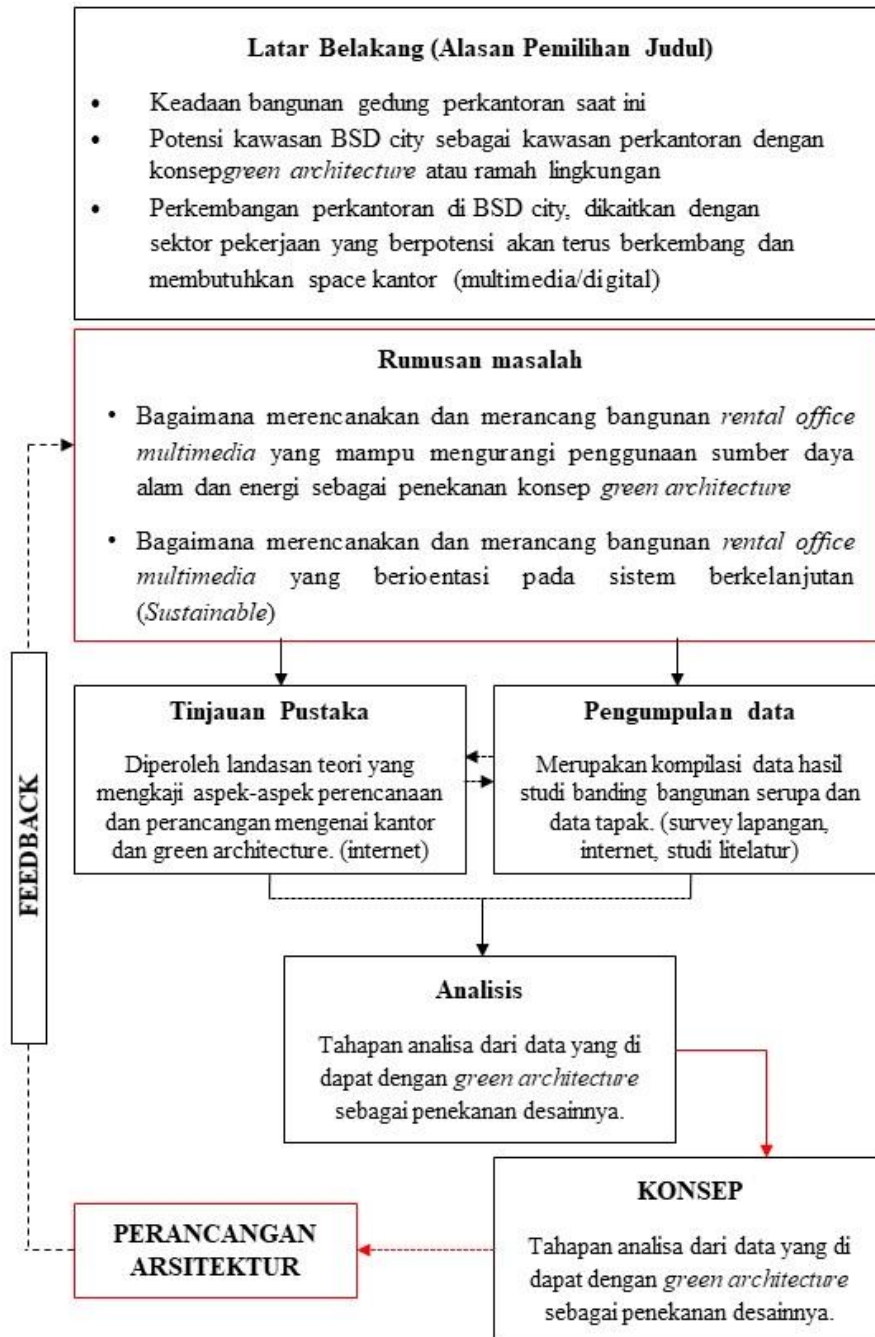 Latar Belakang (Alasan Pemilihan Judul)
• Keadaan bangunan gedung perkantoran saat ini
• Potensi kawasan BSD city sebagai kawasan perkantoran dengan
konsepgreen architecture atau ramah lingkungan
• Perkembangan perkantoran di BSD city, dikaitkan dengan
sektor pekerjaan yang berpotensi akan terus berkembang dan
membutuhkan space kantor (multimedia/digital)
Rumusan masalah
• Bagaimana merencanakan dan merancang bangunan rental office
multimedia yang mampu mengurangi penggunaan sumber daya
alam dan energi sebagai penekanan konsep green architecture
• Bagaimana merencanakan dan merancang bangunan rental office
multimedia yang berioentasi pada sistem berkelanjutan
(Sustainable)
FEEDBACK
Tinjauan Pustaka
Diperoleh landasan teori yang
mengkaji aspek-aspek perencanaan
dan perancangan mengenai kantor
dan green architecture. (internet)
Pengumpulan data
Merupakan kompilasi data hasil
studi banding bangunan serupa dan
data tapak. (survey lapangan,
internet, studi litelatur)
Analisis
Tahapan analisa dari data yang di
dapat dengan green architecture
sebagai penekanan desainnya.
KONSEP
Tahapan analisa dari data yang di
dapat dengan green architecture
sebagai penekanan desainnya.
PERANCANGAN
ARSITEKTUR